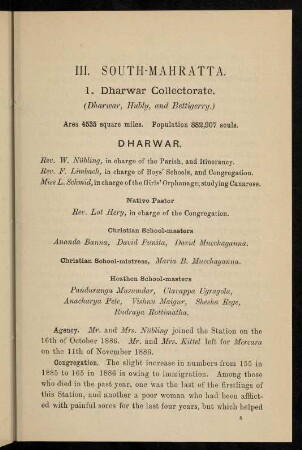 III. SOUTH-MAHRATTA.
1. Dharwar Collectorate.
(Dharwar, Hubly, and Bettigerry.)
Area 4535 square miles. Population 882,907 souls.
DHARWAR.
Rev. W. Nübling, in charge of the Parish, and Itinerancy.
Rev. F. Limbach, in charge of Boys' Schools, and Congregation.
Miss L. Schmid, in charge of the Girls' Orphanage; studying Canarese.
Native Pastor
Rev. Lot Hery, in charge of the Congregation.
Christian School-masters
Ananda Banna, David Punita, David Mucchaganna.
Christian School-mistress, Maria B. Mucchaganna.
Heathen School-masters
Panduranga Mazumdar, Clarappa Ugragola,
Anacharya Pete, Vishnu Maigur, Shesha Rege,
Rudraya Rottimatha.
Agency. Mr. and Mrs. Nübling joined the Station on the
16th of October 1886. Mr. and Mrs. Kittel left for Mercara
on the 11th of November 1886.
Congregation. The slight increase in numbers from 155 in
1885 to 165 in 1886 is owing to immigration. Among those
who died in the past year, one was the last of the firstlings of
this Station, and another a poor woman who had been afflict-
ed with painful sores for the last four years, but which helped